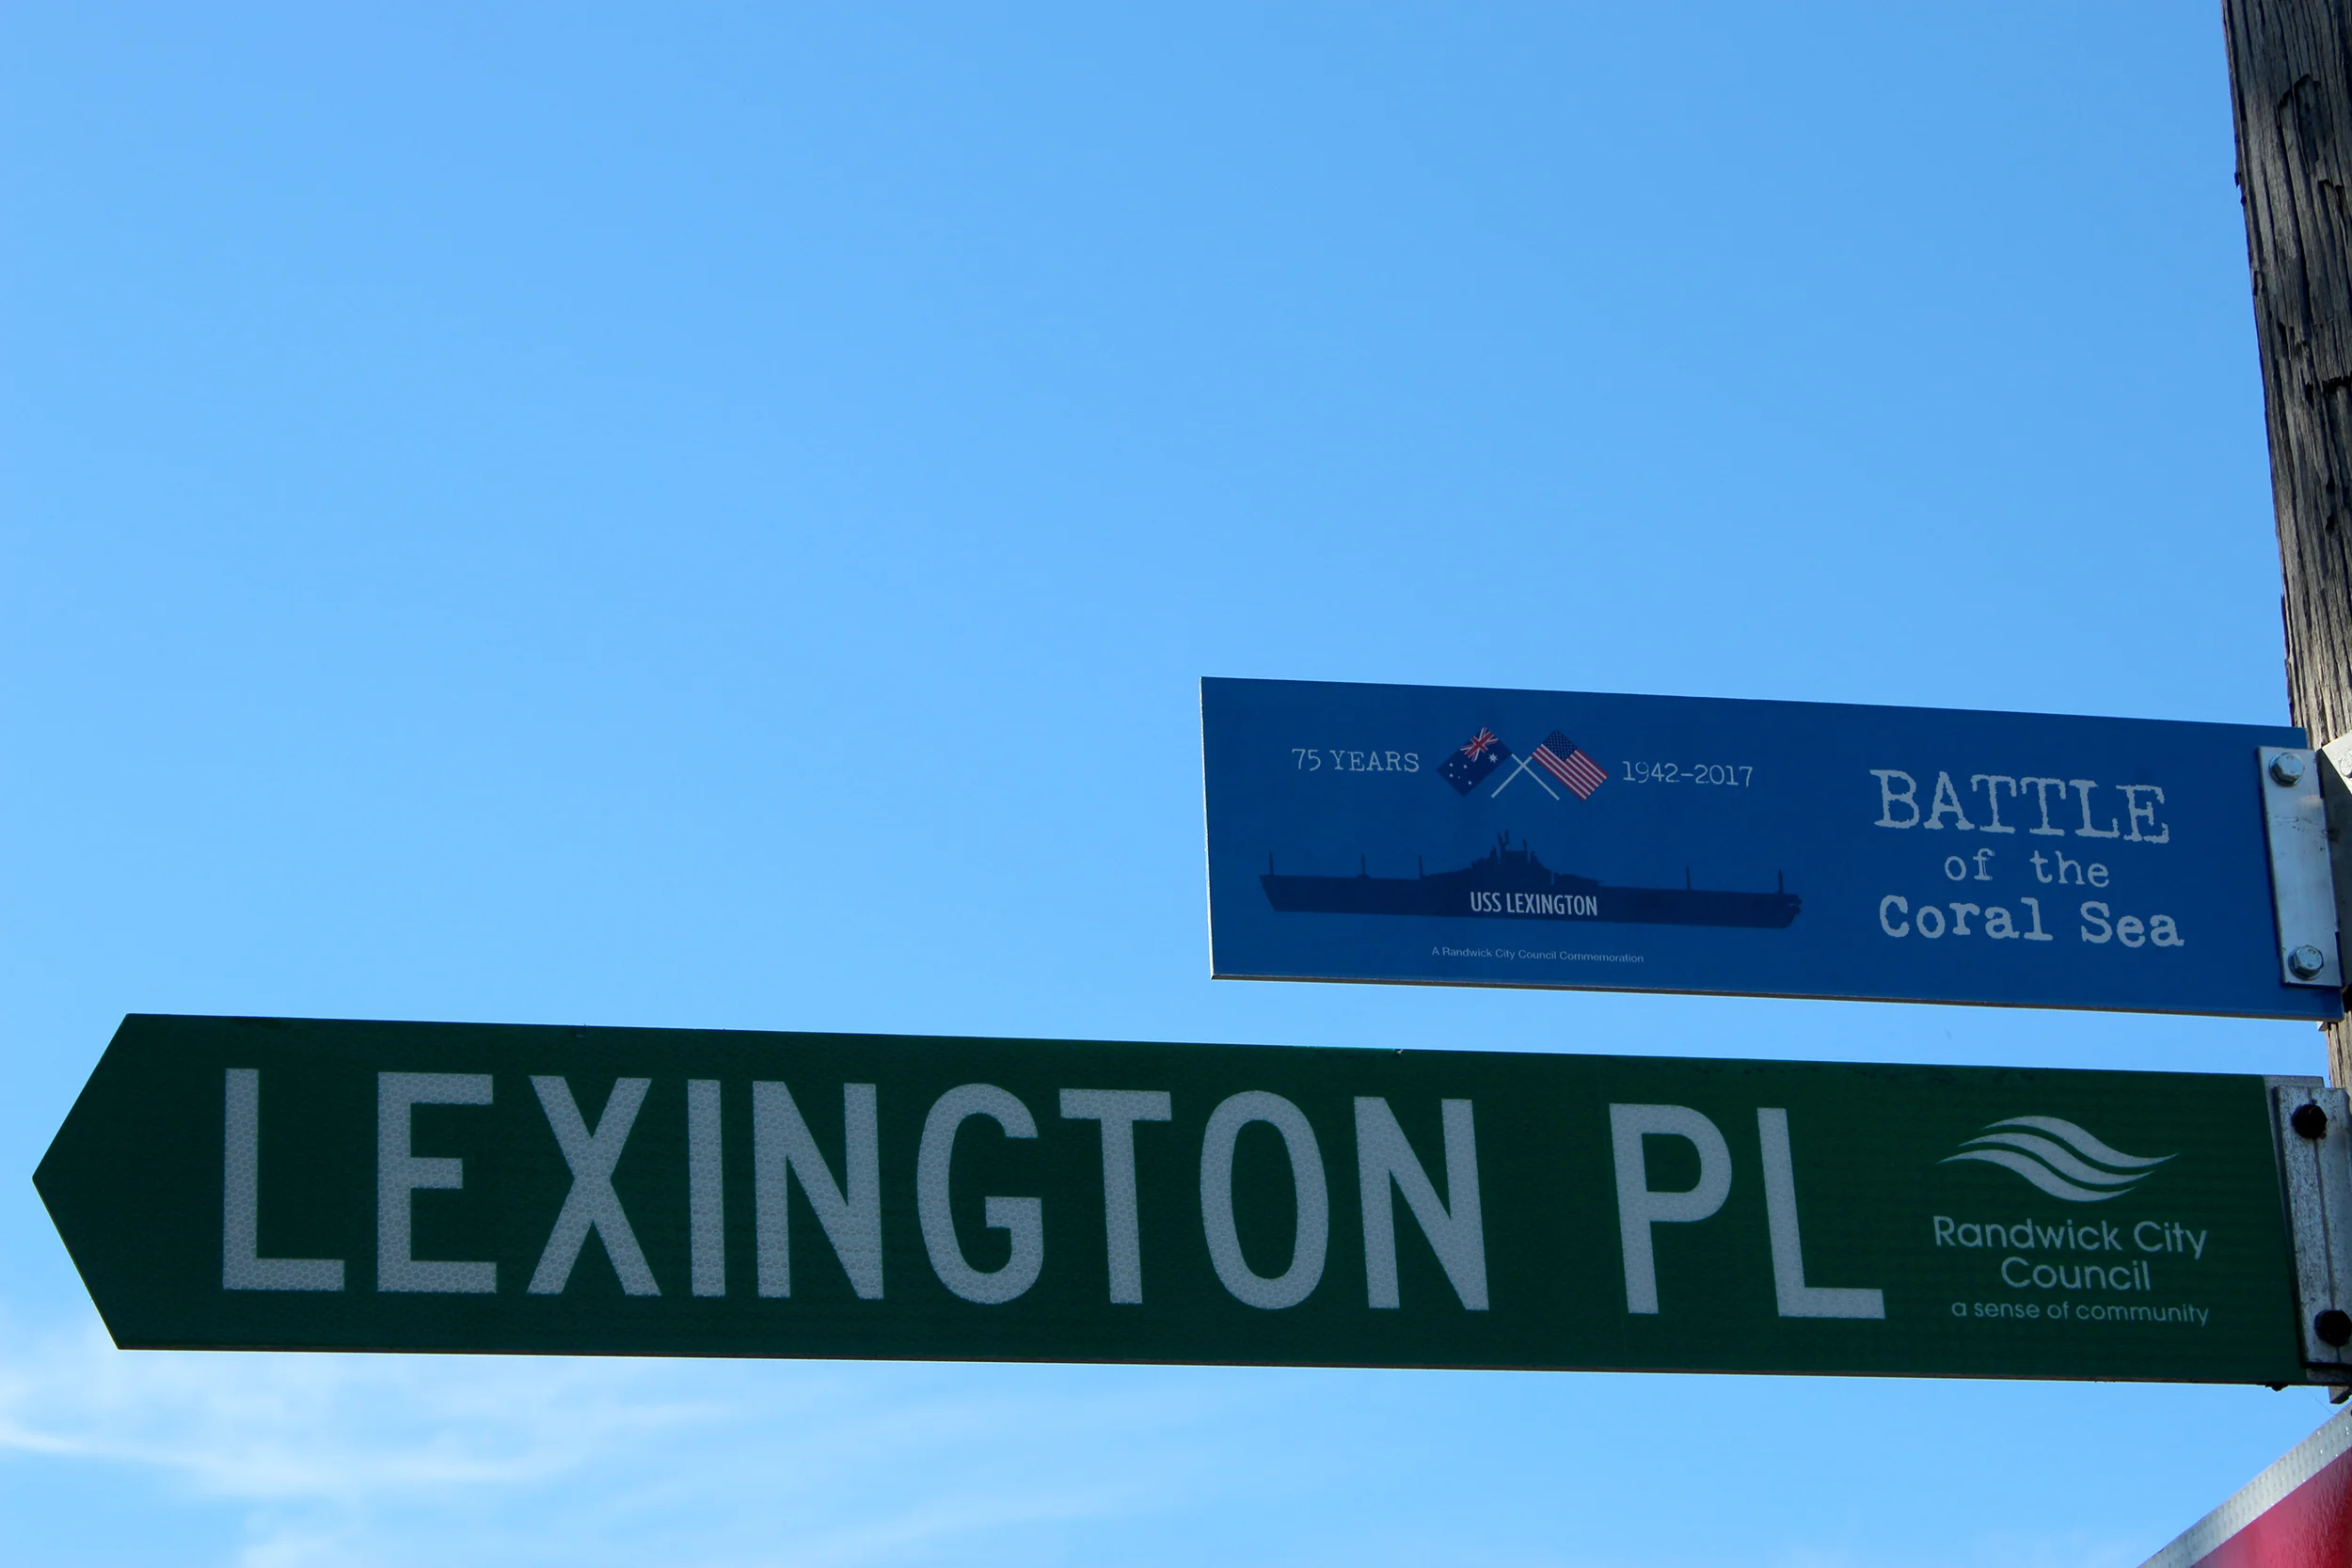 75 YEARS
1942-2017
USS LEXINGTON
A Randwick City Council Commemoration
BATTLE
of the
Coral Sea
LEXINGTON PL
Randwick City
Council
a sense of community